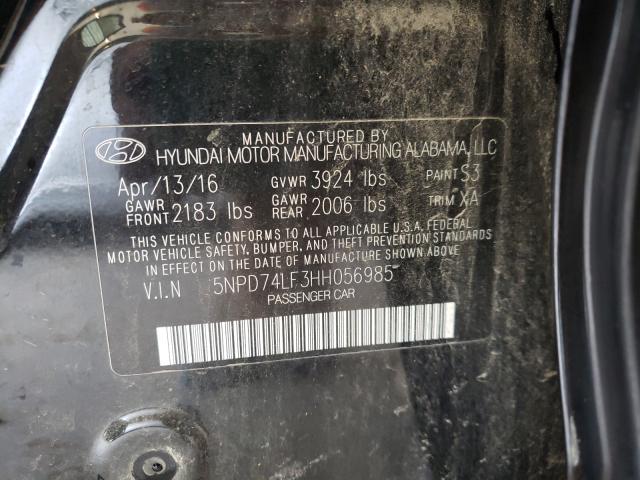 MANUFACTURED BY
HYUNDAI MOTOR MANUFACTURING ALABAMA, LLC
Apr/13/16 GVWR 3924 lbs PAINT S3
GAWR FRONT 2183 lbs GAWR REAR 2006 lbs TRIM XA
THIS VEHICLE CONFORMS TO ALL APPLICABLE U.S.A. FEDERAL
MOTOR VEHICLE SAFETY, BUMPER, AND THEFT PREVENTION STANDARDS
IN EFFECT ON THE DATE OF MANUFACTURE SHOWN ABOVE
V.I.N 5NPD74LF3HH056985
PASSENGER CAR